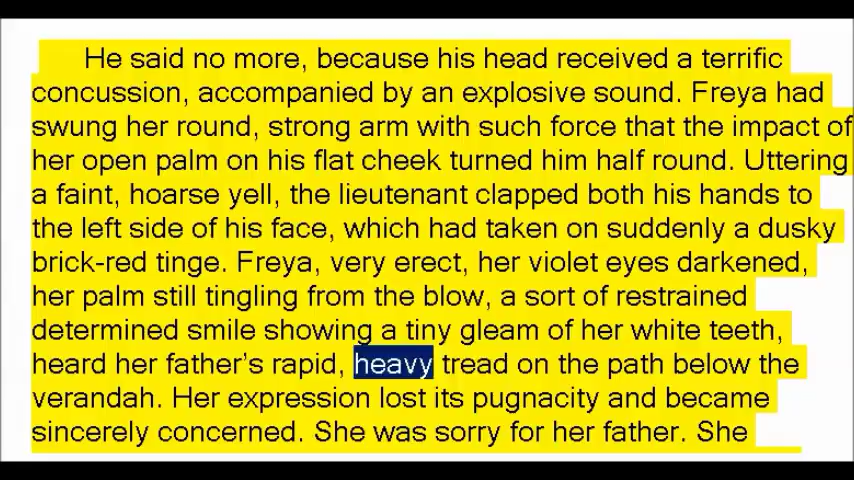 He said no more, because his head received a terrific
concussion, accompanied by an explosive sound. Freya had
swung her round, strong arm with such force that the impact of
her open palm on his flat cheek turned him half round. Uttering
a faint, hoarse yell, the lieutenant clapped both his hands to
the left side of his face, which had taken on suddenly a dusky
brick-red tinge. Freya, very erect, her violet eyes darkened,
her palm still tingling from the blow, a sort of restrained
determined smile showing a tiny gleam of her white teeth,
heard her father’s rapid, heavy tread on the path below the
verandah. Her expression lost its pugnacity and became
sincerely concerned. She was sorry for her father. She